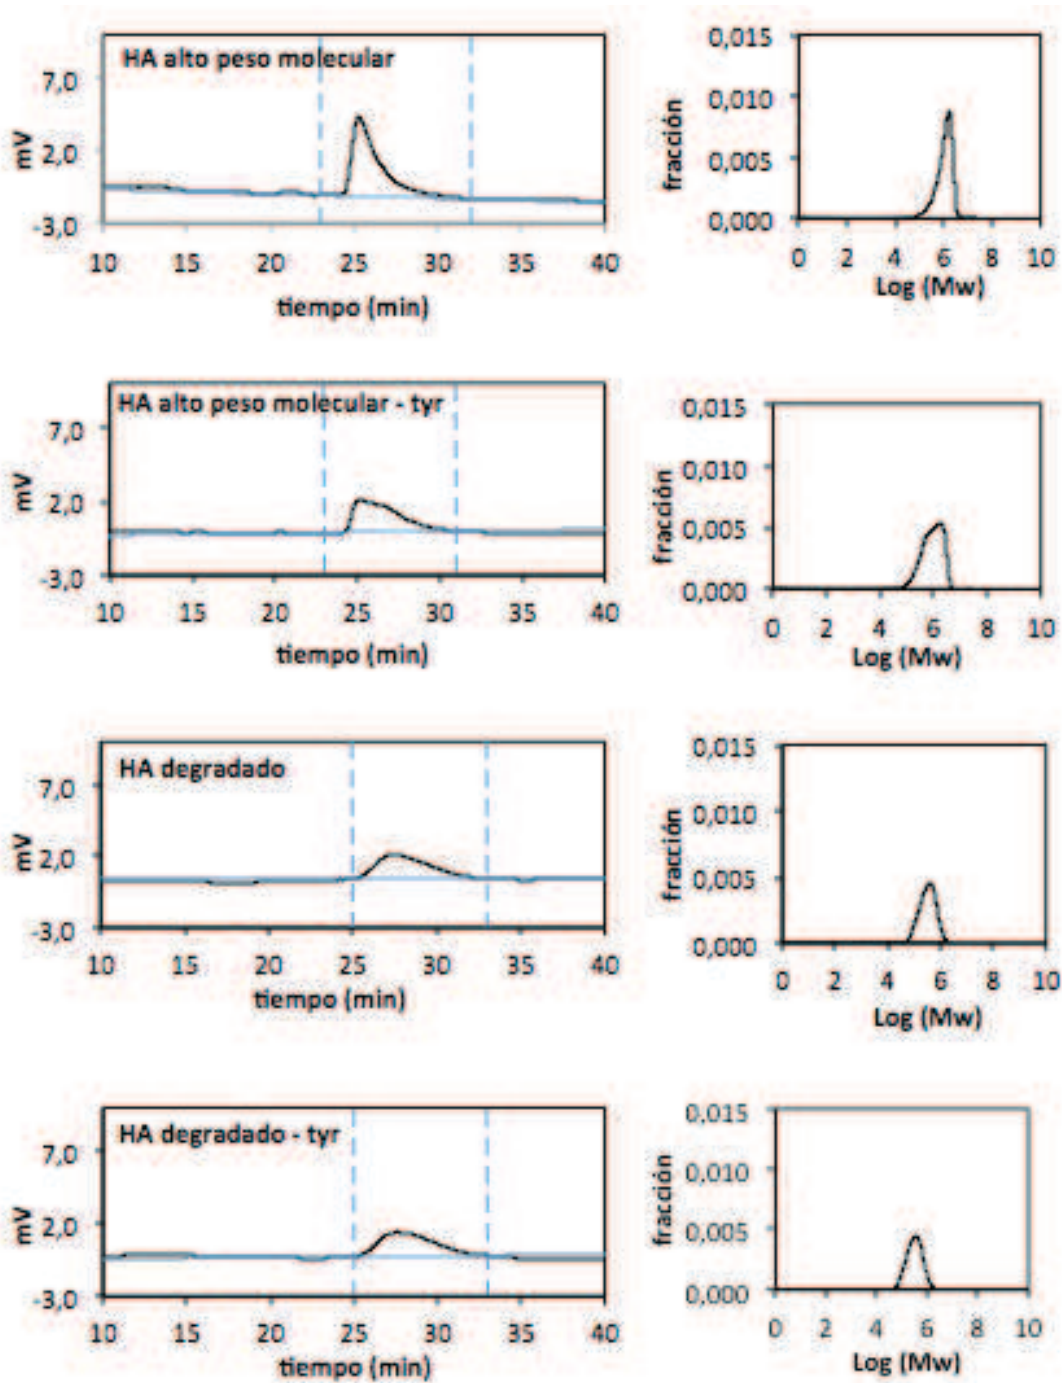 HA alto peso molecular
7,0
2,0
-3,0
mV
10 15 20 25 30 35 40
tiempo (min)
0,015
0,010
0,005
0,000
fracción
0 2 4 6 8 10
Log (Mw)
HA alto peso molecular - tyr
7,0
2,0
-3,0
mV
10 15 20 25 30 35 40
tiempo (min)
0,015
0,010
0,005
0,000
fracción
0 2 4 6 8 10
Log (Mw)
HA degradado
7,0
2,0
-3,0
mV
10 15 20 25 30 35 40
tiempo (min)
0,015
0,010
0,005
0,000
fracción
0 2 4 6 8 10
Log (Mw)
HA degradado - tyr
7,0
2,0
-3,0
mV
10 15 20 25 30 35 40
tiempo (min)
0,015
0,010
0,005
0,000
fracción
0 2 4 6 8 10
Log (Mw)